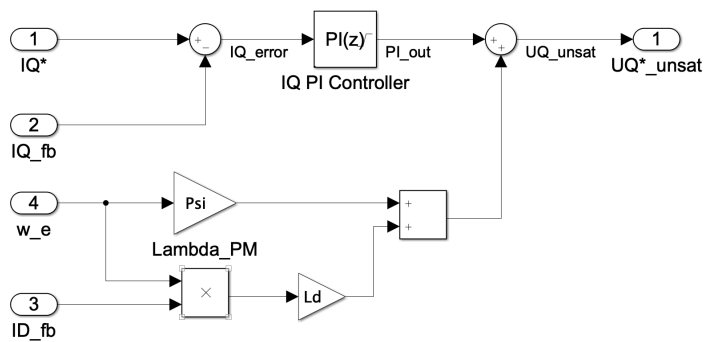 1
IQ*
+
−
IQ_error
PI(z)
IQ PI Controller
PI_out
+
+
UQ_unsat
1
UQ*_unsat
2
IQ_fb
4
w_e
Psi
Lambda_PM
+
+
×
Ld
3
ID_fb